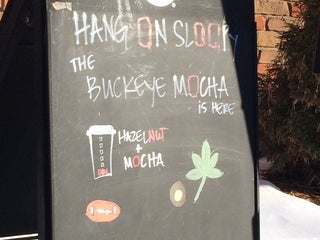 HANG ON SLOOPY
THE
BUCKEYE MOCHA
IS HERE
HAZELNUT
+
MOCHA